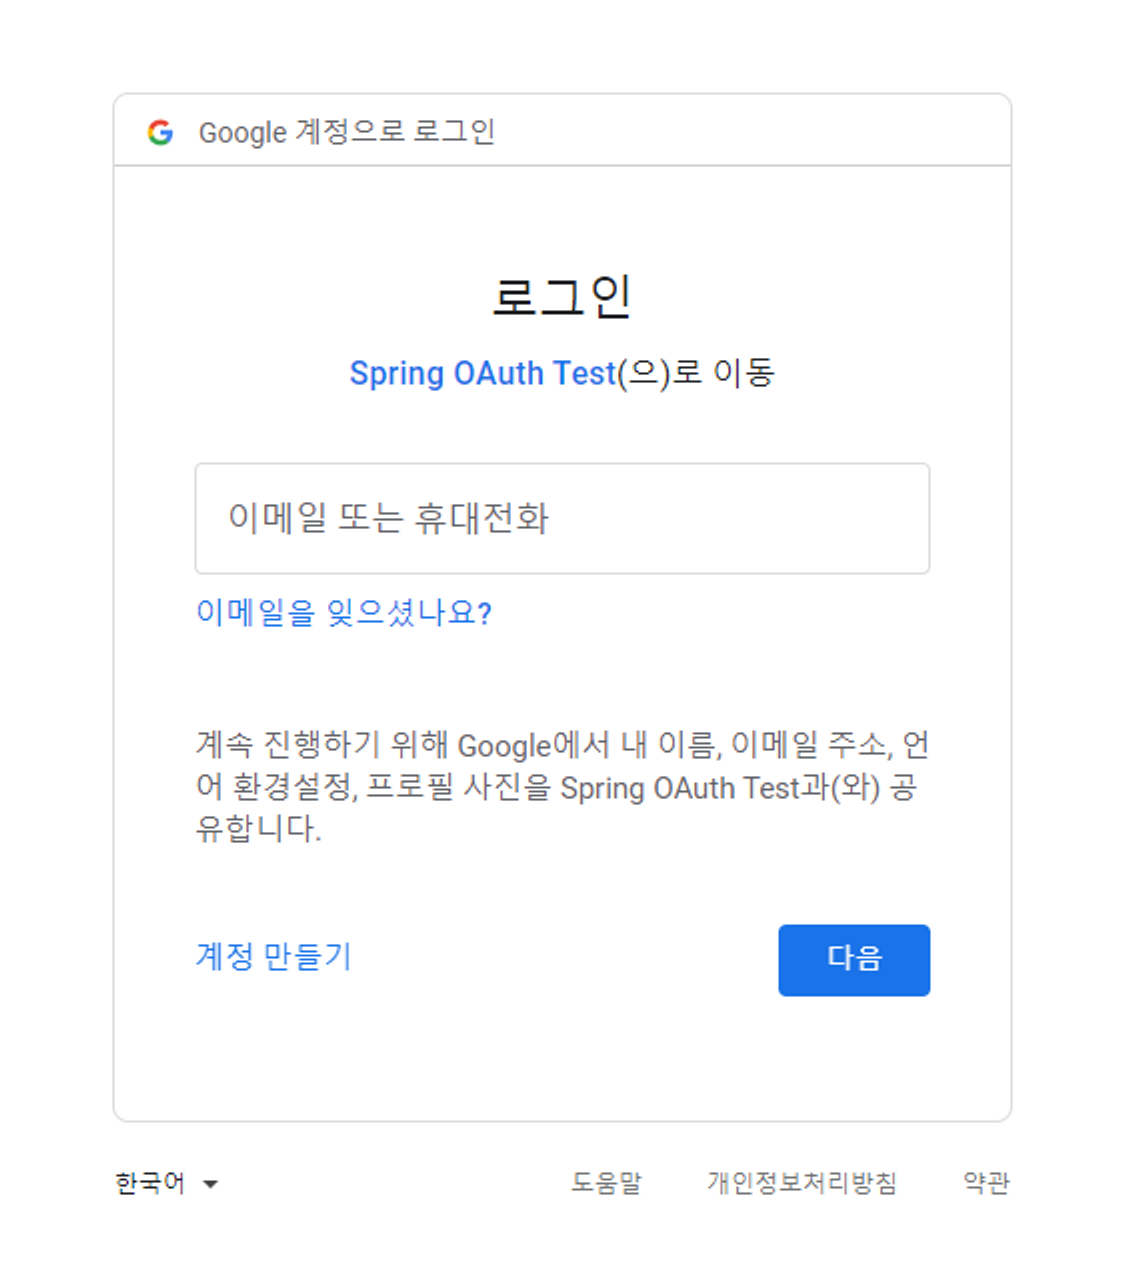 Google 계정으로 로그인
로그인
Spring OAuth Test(으)로 이동
이메일 또는 휴대전화
이메일을 잊으셨나요?
계속 진행하기 위해 Google에서 내 이름, 이메일 주소, 언
어 환경설정, 프로필 사진을 Spring OAuth Test과(와) 공
유합니다.
계정 만들기
다음
한국어
도움말
개인정보처리방침
약관